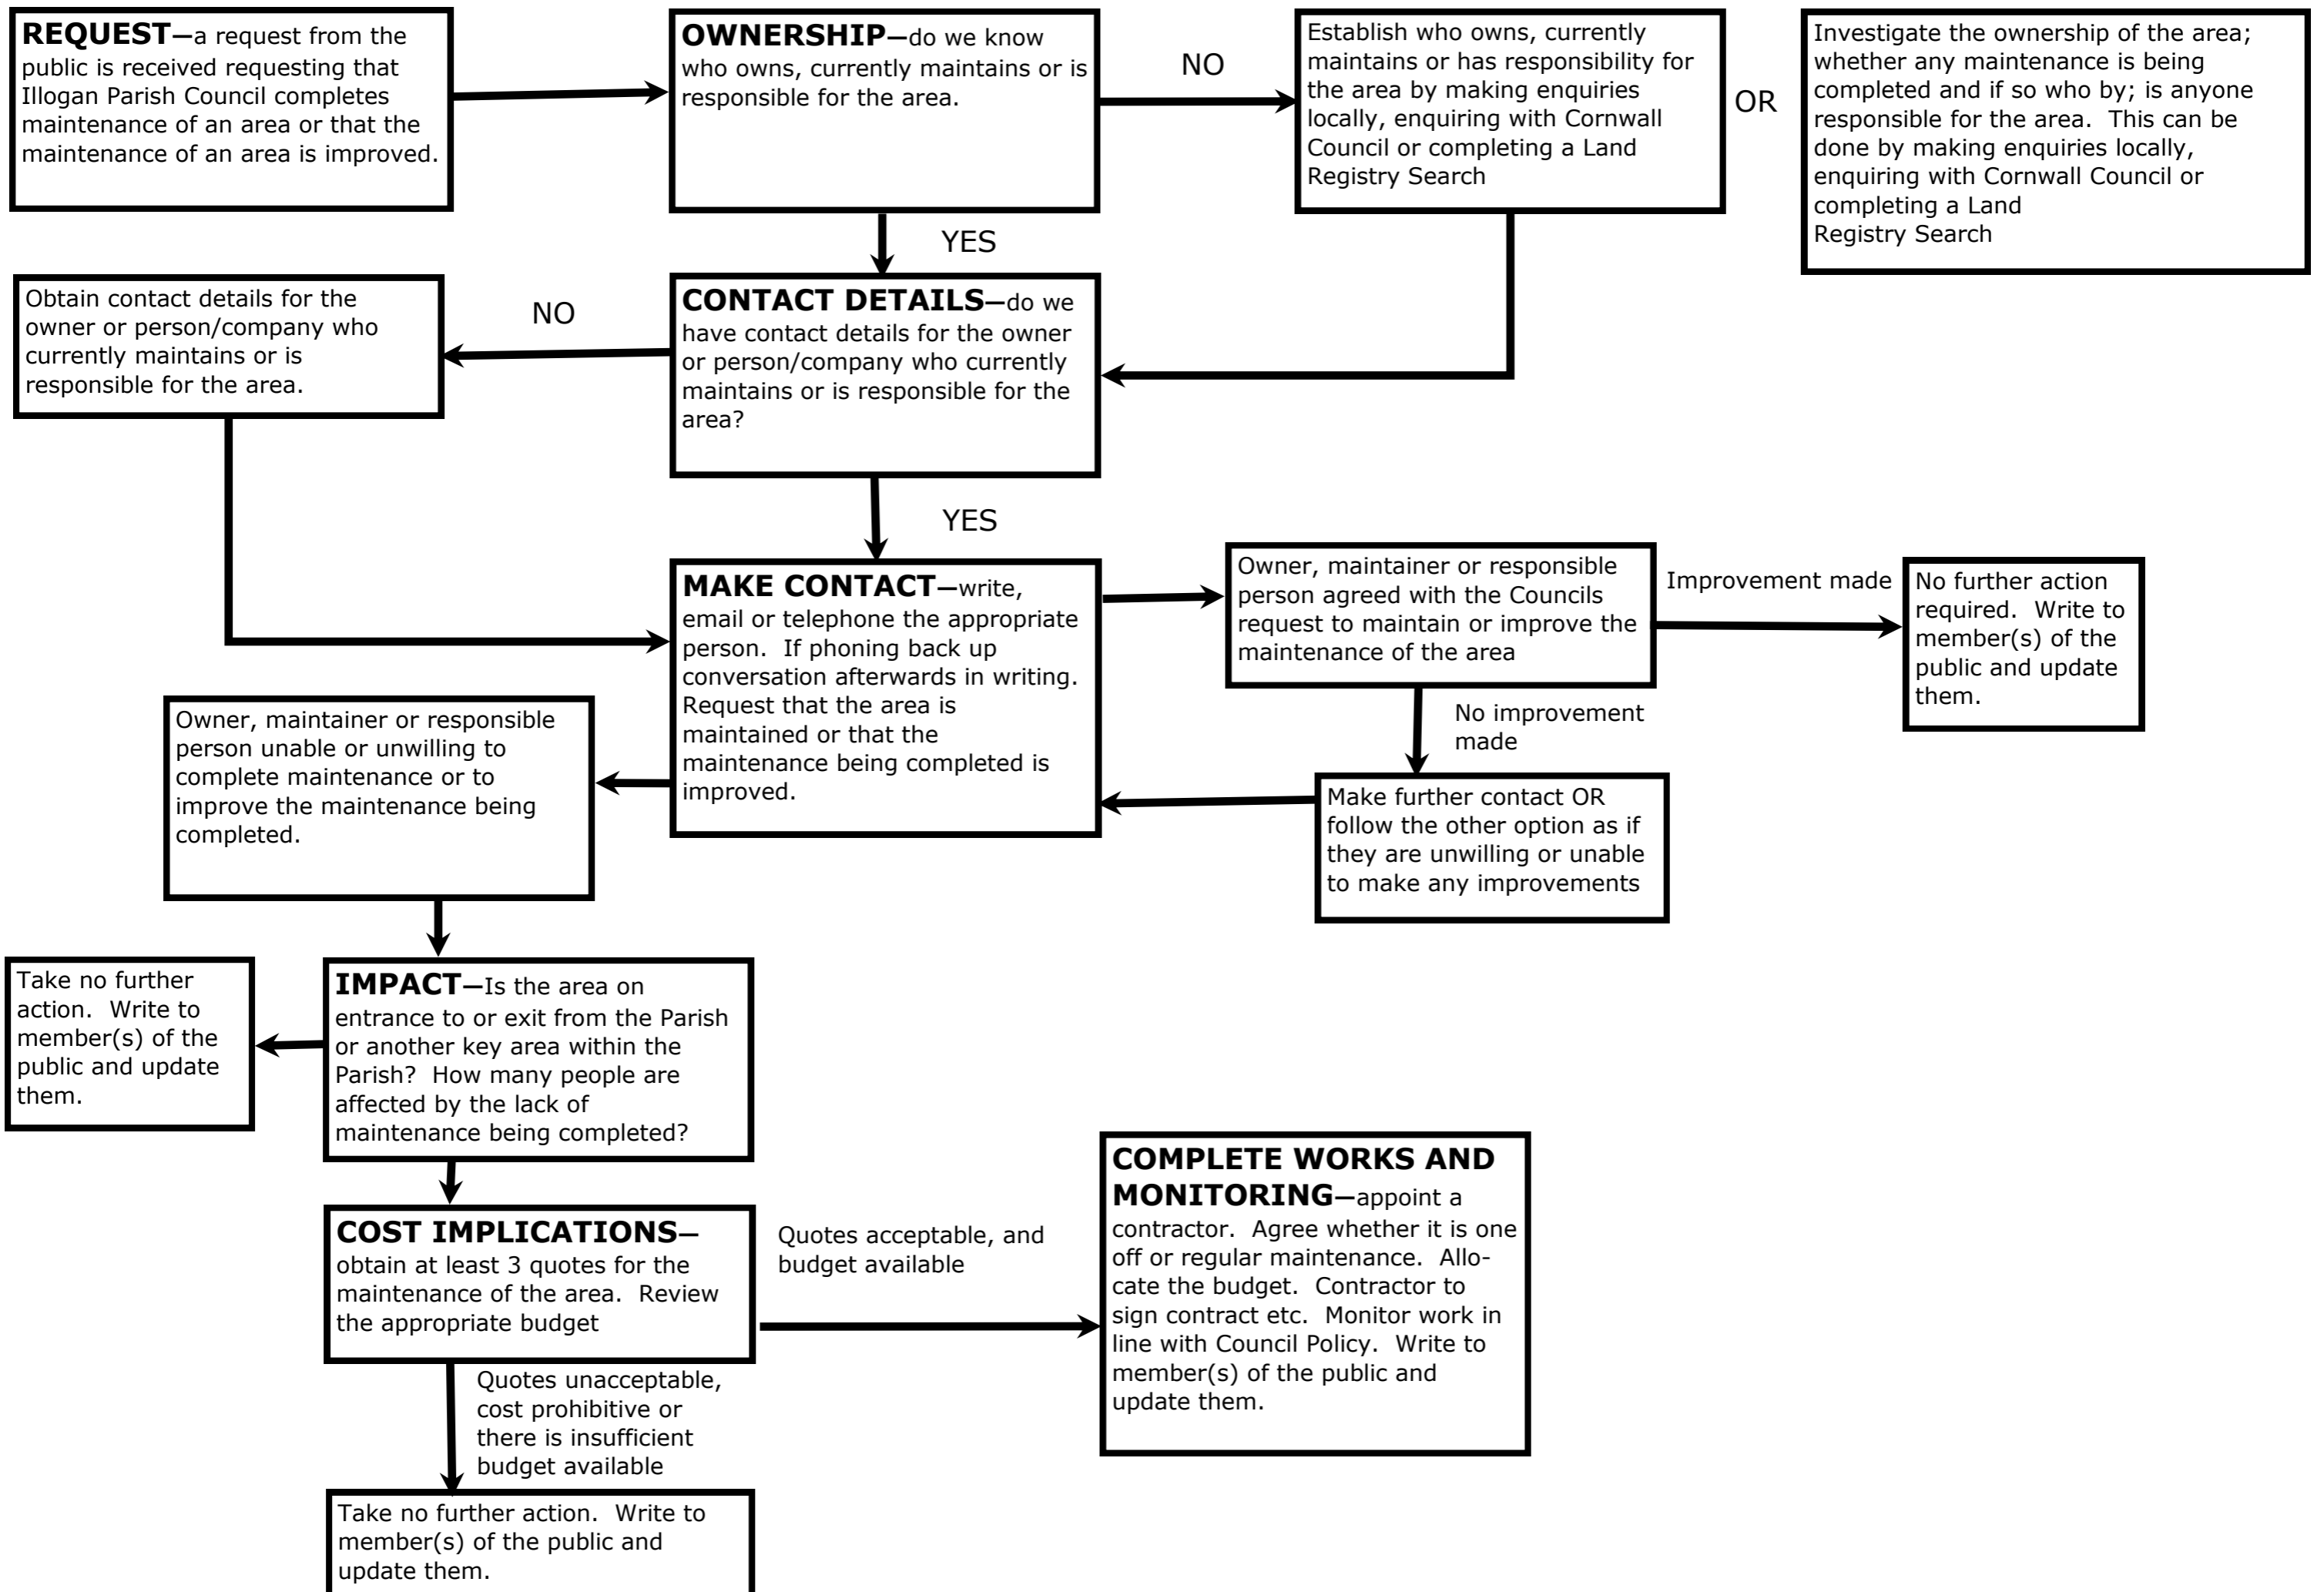 REQUEST—a request from the
public is received requesting that
Illogan Parish Council completes
maintenance of an area or that the
maintenance of an area is improved.
OWNERSHIP—do we know
who owns, currently maintains or is
responsible for the area.
NO
Establish who owns, currently
maintains or has responsibility for
the area by making enquiries
locally, enquiring with Cornwall
Council or completing a Land
Registry Search
OR
Investigate the ownership of the area;
whether any maintenance is being
completed and if so who by; is anyone
responsible for the area.  This can be
done by making enquiries locally,
enquiring with Cornwall Council or
completing a Land
Registry Search
YES
Obtain contact details for the
owner or person/company who
currently maintains or is
responsible for the area.
NO
CONTACT DETAILS—do we
have contact details for the owner
or person/company who currently
maintains or is responsible for the
area?
YES
MAKE CONTACT—write,
email or telephone the appropriate
person.  If phoning back up
conversation afterwards in writing.
Request that the area is
maintained or that the
maintenance being completed is
improved.
Owner, maintainer or responsible
person agreed with the Councils
request to maintain or improve the
maintenance of the area
Improvement made
No further action
required.  Write to
member(s) of the
public and update
them.
No improvement
made
Make further contact OR
follow the other option as if
they are unwilling or unable
to make any improvements
Owner, maintainer or responsible
person unable or unwilling to
complete maintenance or to
improve the maintenance being
completed.
Take no further
action.  Write to
member(s) of the
public and update
them.
IMPACT—Is the area on
entrance to or exit from the Parish
or another key area within the
Parish?  How many people are
affected by the lack of
maintenance being completed?
COST IMPLICATIONS—
obtain at least 3 quotes for the
maintenance of the area.  Review
the appropriate budget
Quotes acceptable, and
budget available
COMPLETE WORKS AND
MONITORING—appoint a
contractor.  Agree whether it is one
off or regular maintenance.  Allo-
cate the budget.  Contractor to
sign contract etc.  Monitor work in
line with Council Policy.  Write to
member(s) of the public and
update them.
Quotes unacceptable,
cost prohibitive or
there is insufficient
budget available
Take no further action.  Write to
member(s) of the public and
update them.